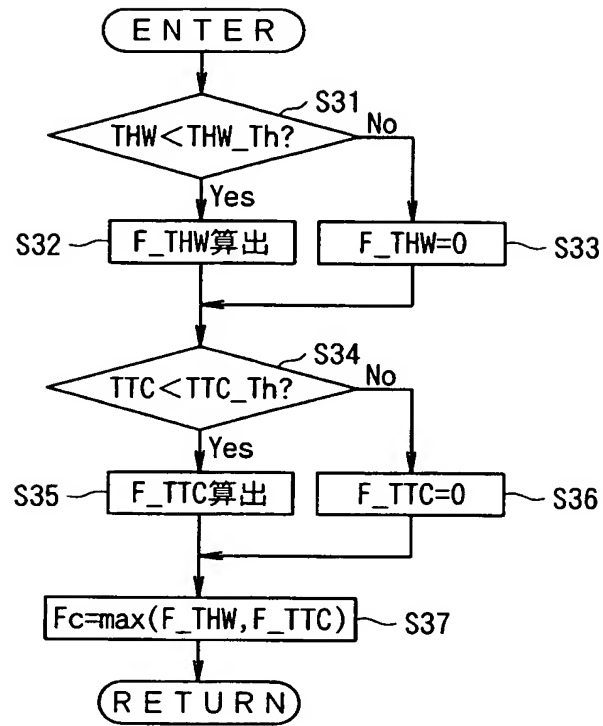 ENTER
S31
THW<THW_Th?
No
Yes
S32
F_THW算出
F_THW=0
S33
S34
TTC<TTC_Th?
No
Yes
S35
F_TTC算出
F_TTC=0
S36
Fc=max(F_THW,F_TTC)
S37
RETURN